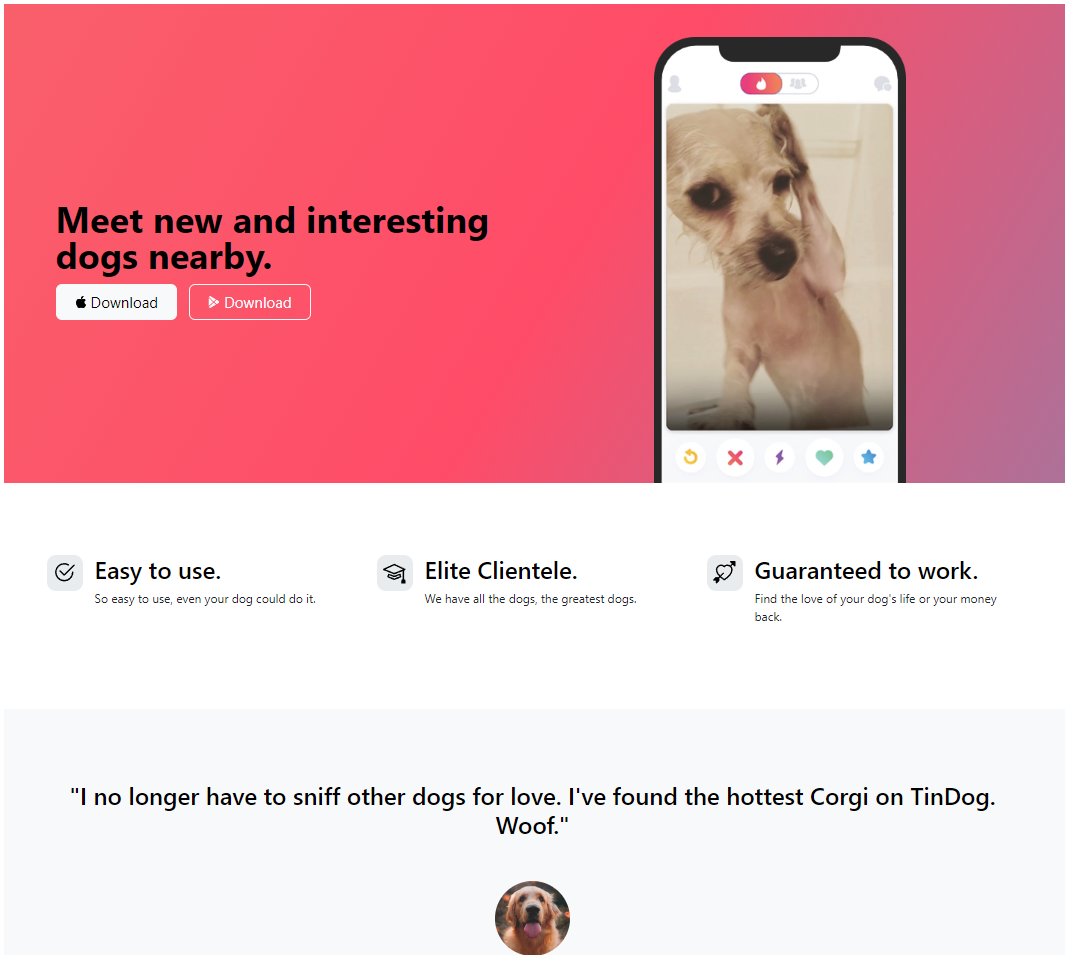 Meet new and interesting
dogs nearby.
Download
Download
Easy to use.
So easy to use, even your dog could do it.
Elite Clientele.
We have all the dogs, the greatest dogs.
Guaranteed to work.
Find the love of your dog's life or your money
back.
"I no longer have to sniff other dogs for love. I've found the hottest Corgi on TinDog.
Woof."